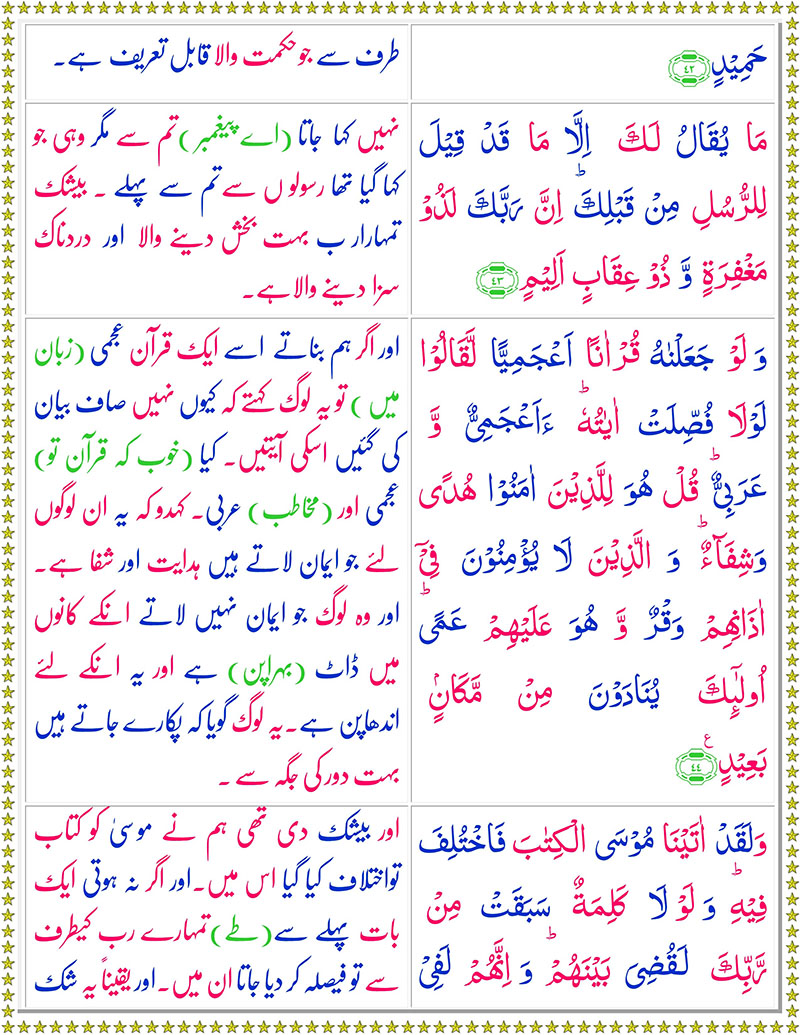 حَمِيْدٍ ﴿٤٢﴾
طرف سے جو حکمت والا قابل تعریف ہے۔
مَا يُقَالُ لَكَ اِلَّا مَا قَدْ قِيْلَ
لِلرُّسُلِ مِنْ قَبْلِكَ ؕ اِنَّ رَبَّكَ لَذُوْ
مَغْفِرَةٍ وَّ ذُوْ عِقَابٍ اَلِيْمٍ ﴿٤٣﴾
نہیں کہا جاتا (اے پیغمبر) تم سے مگر وہی جو
کہا گیا تھا رسولو ں سے تم سے پہلے ۔ بیشک
تمہارا ر ب بہت بخش دینے والا اور دردناک
سزا دینے والا ہے۔
وَ لَوْ جَعَلْنٰهُ قُرْاٰنًا اَعْجَمِيًّا لَّقَالُوْا
لَوْلَا فُصِّلَتْ اٰيٰتُهٗ ؕ ءَاَعْجَمِىٌّ وَّ
عَرَبِىٌّ ؕ قُلْ هُوَ لِلَّذِيْنَ اٰمَنُوْا هُدًى
وَشِفَآءٌ ؕ وَ الَّذِيْنَ لَا يُؤْمِنُوْنَ فِىْۤ
اٰذَانِهِمْ وَقْرٌ وَّ هُوَ عَلَيْهِمْ عَمًى ؕ
اُولٰٓئِكَ يُنَادَوْنَ مِنْ مَّكَانٍۢ
بَعِيْدٍ ﴿٤٤﴾ ع
اور اگر ہم بناتے اسے ایک قرآن عجمی (زبان
میں) تو یہ لوگ کہتے کہ کیوں نہیں صاف بیان
کی گئیں اسکی آیتیں۔ کیا (خوب کہ قرآن تو)
عجمی اور (مخاطب) عربی۔ کہدو کہ یہ ان لوگوں
لئے جو ایمان لاتے ہیں ہدایت اور شفا ہے۔
اور وہ لوگ جو ایمان نہیں لاتے انکے کانوں
میں ڈاٹ (بہراپن) ہے اور یہ انکے لئے
اندھاپن ہے۔ یہ لوگ گویا کہ پکارے جاتے ہیں
بہت دور کی جگہ سے ۔
وَلَقَدْ اٰتَيْنَا مُوْسَى الْكِتٰبَ فَاخْتُلِفَ
فِيْهِ ؕ وَ لَوْ لَا كَلِمَةٌ سَبَقَتْ مِنْ
رَّبِّكَ لَقُضِىَ بَيْنَهُمْ ؕ وَ اِنَّهُمْ لَفِىْ
اور بیشک دی تھی ہم نے موسیٰ کو کتاب
تو اختلاف کیا گیا اس میں۔ اور اگر نہ ہوتی ایک
بات پہلے سے (طے) تمہارے رب کیطرف
سے تو فیصلہ کر دیا جاتا ان میں۔ اور یقیناً یہ شک